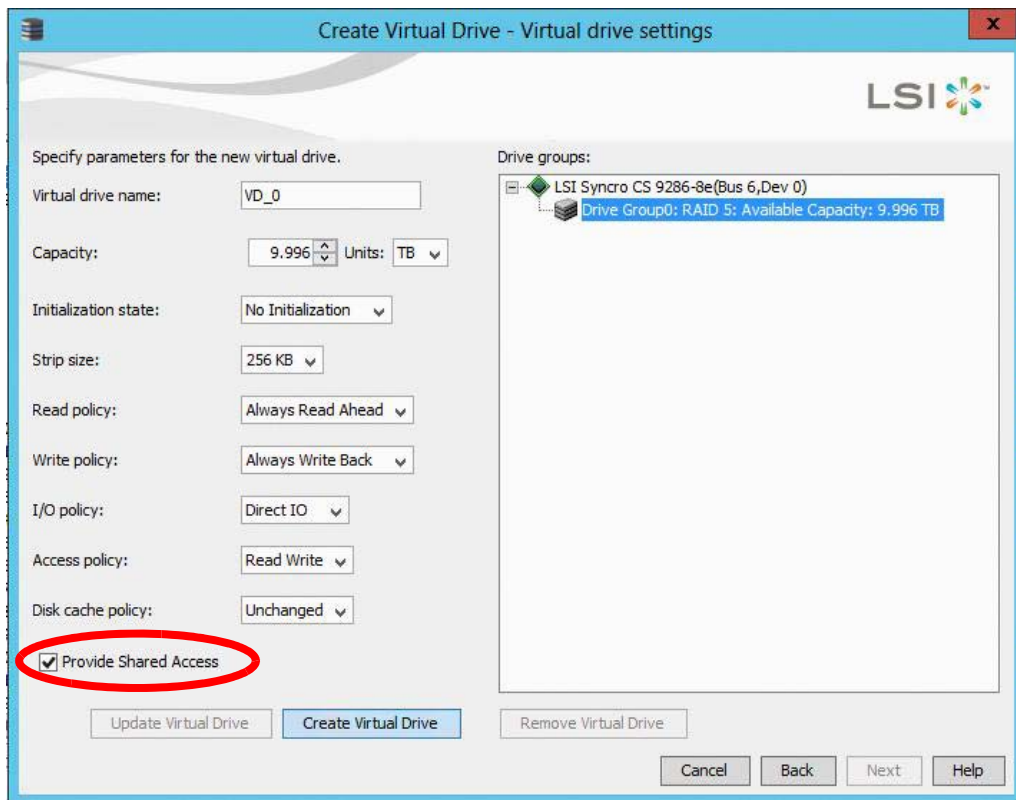 Create Virtual Drive - Virtual drive settings
x
LSI
Specify parameters for the new virtual drive.
Virtual drive name: VD_0
Capacity: 9.996 Units: TB
Initialization state: No Initialization
Strip size: 256 KB
Read policy: Always Read Ahead
Write policy: Always Write Back
I/O policy: Direct IO
Access policy: Read Write
Disk cache policy: Unchanged
Provide Shared Access
Update Virtual Drive Create Virtual Drive
Drive groups:
LSI Syncro CS 9286-8e(Bus 6,Dev 0)
Drive Group0: RAID 5: Available Capacity: 9.996 TB
Remove Virtual Drive
Cancel Back Next Help